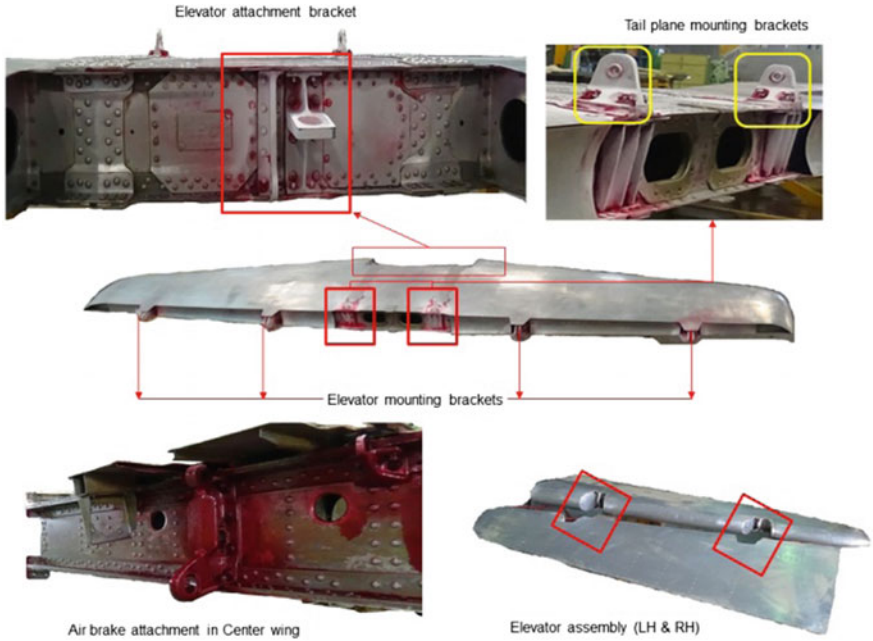 Elevator attachment bracket
Tail plane mounting brackets
Elevator mounting brackets
Air brake attachment in Center wing
Elevator assembly (LH & RH)